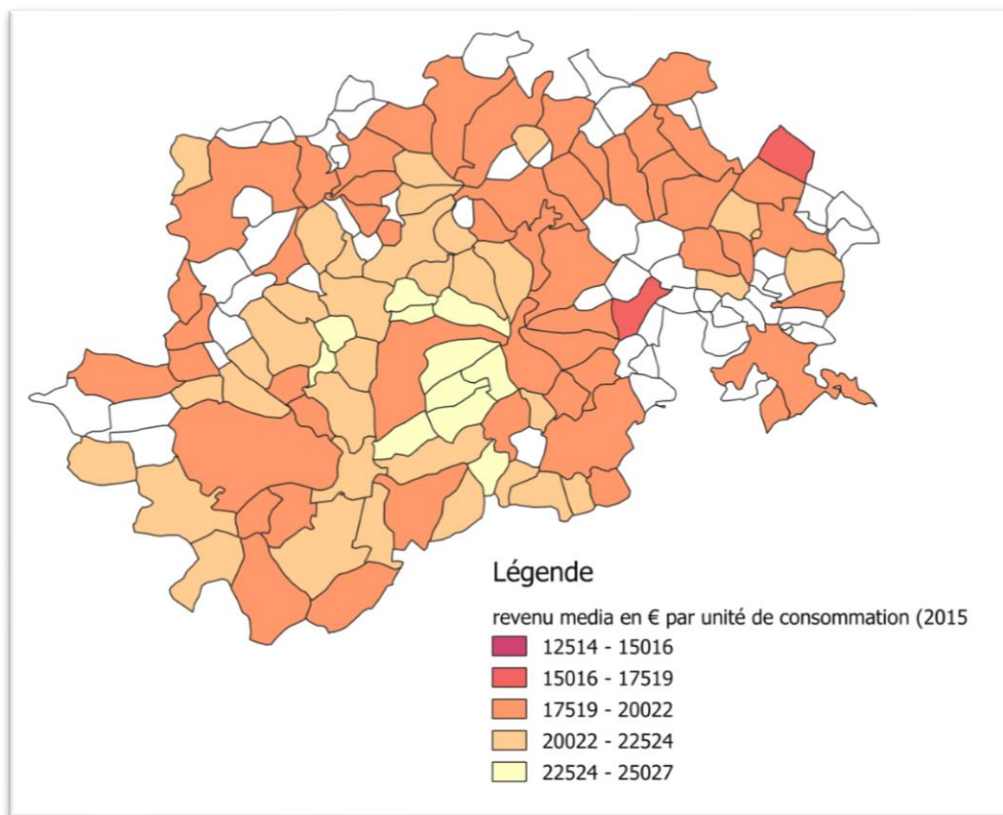 Légende
revenu media en € par unité de consommation (2015
12514 - 15016
15016 - 17519
17519 - 20022
20022 - 22524
22524 - 25027